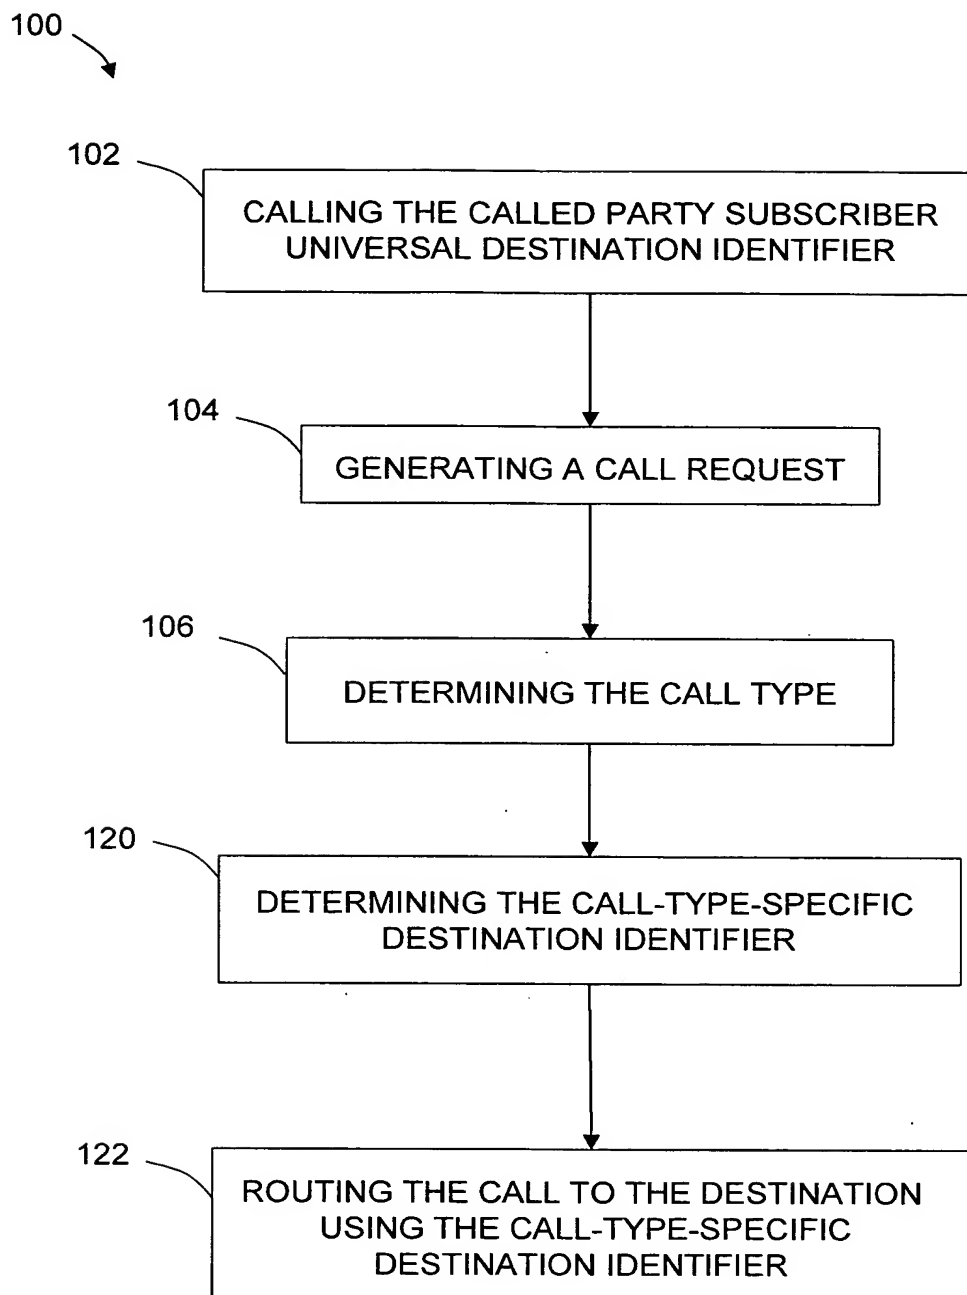 100
102
CALLING THE CALLED PARTY SUBSCRIBER
UNIVERSAL DESTINATION IDENTIFIER
104
GENERATING A CALL REQUEST
106
DETERMINING THE CALL TYPE
120
DETERMINING THE CALL-TYPE-SPECIFIC
DESTINATION IDENTIFIER
122
ROUTING THE CALL TO THE DESTINATION
USING THE CALL-TYPE-SPECIFIC
DESTINATION IDENTIFIER